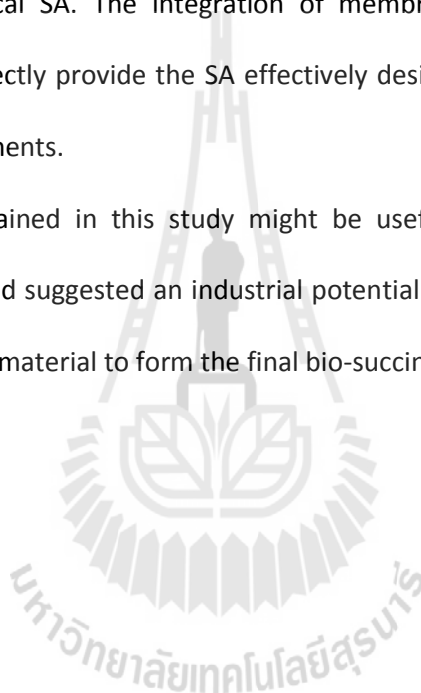 cal SA. The integration of membr
ectly provide the SA effectively desi
nents.
ained in this study might be usef
d suggested an industrial potential
material to form the final bio-succin
มหาวิทยาลัยเทคโนโลยีสุรนารี